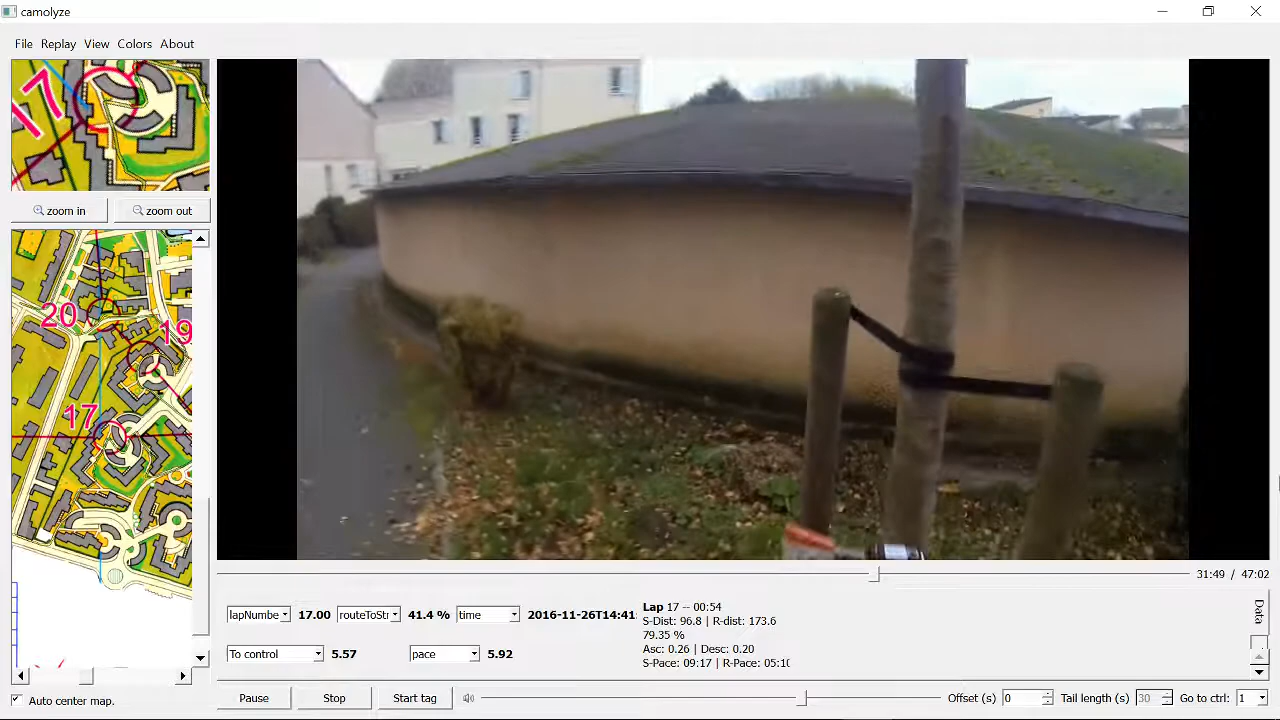 camolyze
File Replay View Colors About
17
zoom in zoom out
20
19
17
31:49 / 47:02
Data
lapNumbe 17.00 routeToStr 41.4 % time 2016-11-26T14:41:
To control 5.57 pace 5.92
Lap 17 -- 00:54
S-Dist: 96.8 | R-dist: 173.6
79.35 %
Asc: 0.26 | Desc: 0.20
S-Pace: 09:17 | R-Pace: 05:10
Auto center map.
Pause Stop Start tag Offset (s) 0 Tail length (s) 30 Go to ctrl: 1